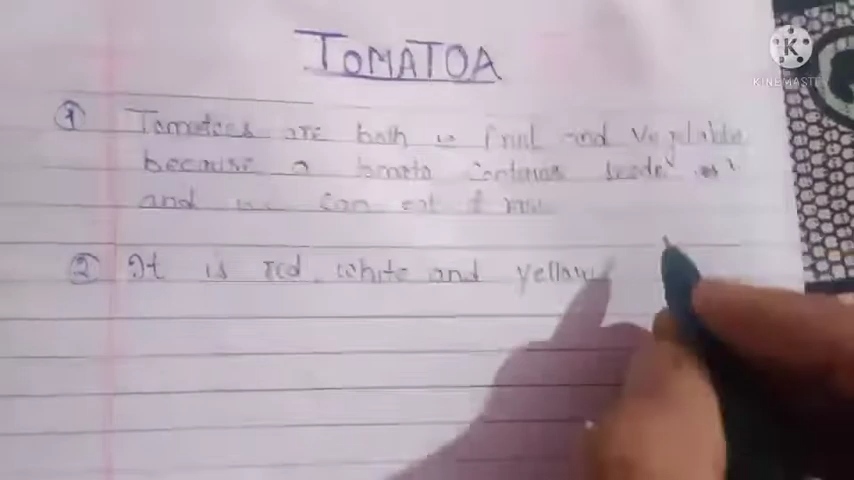 TOMATOA
① Tomatoes are both is fruit and vegetable
because a tomato contains seeds
and we can eat it raw
② It is red, white and yellow
K
KINEMASTER